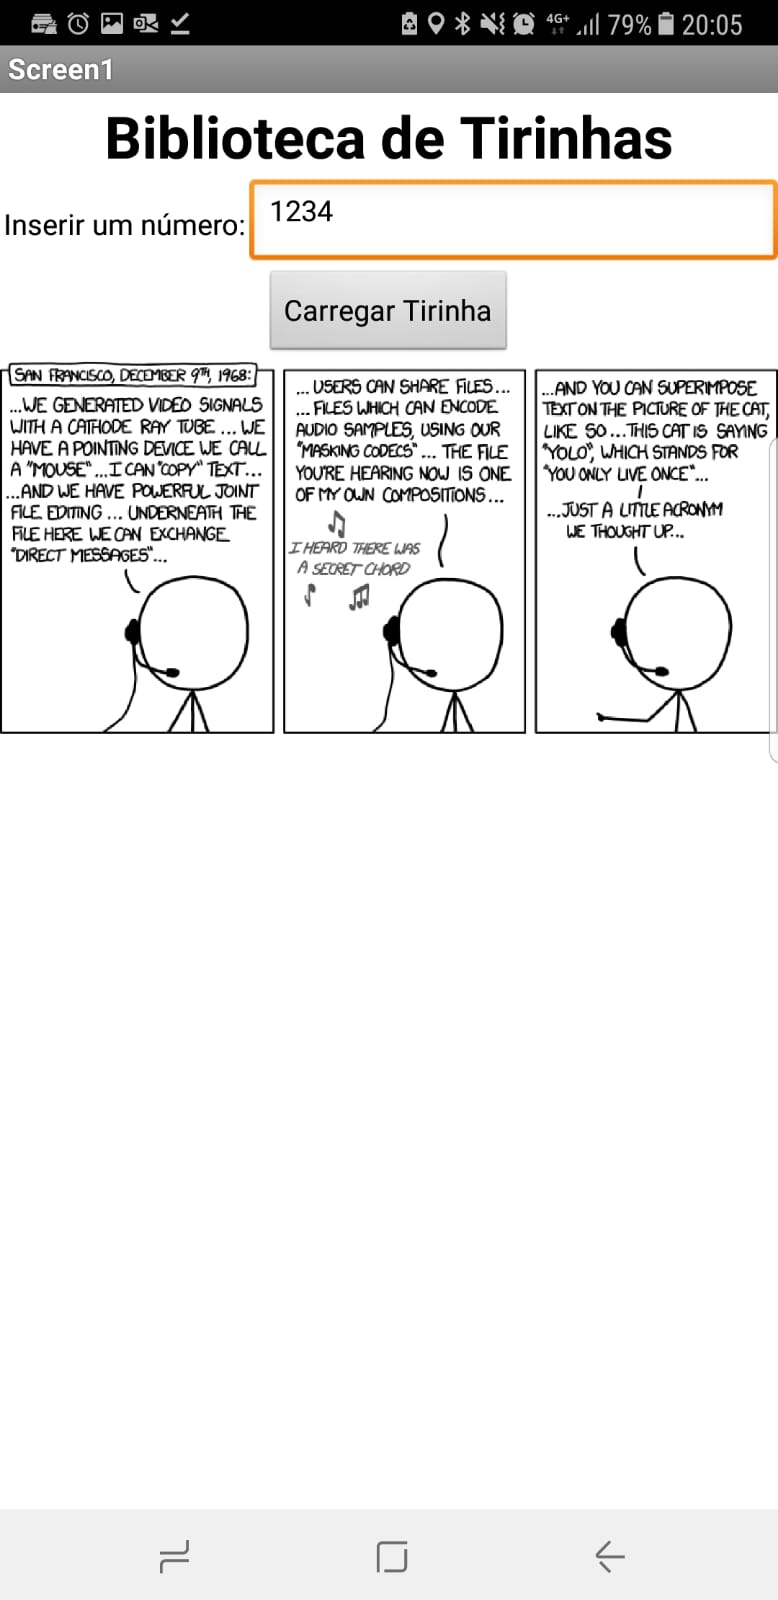 4G+ 79% 20:05
Screen1
Biblioteca de Tirinhas
Inserir um número: 1234
Carregar Tirinha
SAN FRANCISCO, DECEMBER 9TH, 1968:
...WE GENERATED VIDEO SIGNALS
WITH A CATHODE RAY TUBE... WE
HAVE A POINTING DEVICE WE CALL
A "MOUSE"...I CAN "COPY" TEXT...
...AND WE HAVE POWERFUL JOINT
FILE EDITING... UNDERNEATH THE
FILE HERE WE CAN EXCHANGE
"DIRECT MESSAGES"...
...USERS CAN SHARE FILES...
...FILES WHICH CAN ENCODE
AUDIO SAMPLES, USING OUR
"MASKING CODECS"... THE FILE
YOU'RE HEARING NOW IS ONE
OF MY OWN COMPOSITIONS...
I HEARD THERE WAS
A SECRET CHORD
...AND YOU CAN SUPERIMPOSE
TEXT ON THE PICTURE OF THE CAT,
LIKE SO...THIS CAT IS SAYING
"YOLO", WHICH STANDS FOR
"YOU ONLY LIVE ONCE"...
...JUST A LITTLE ACRONYM
WE THOUGHT UP...